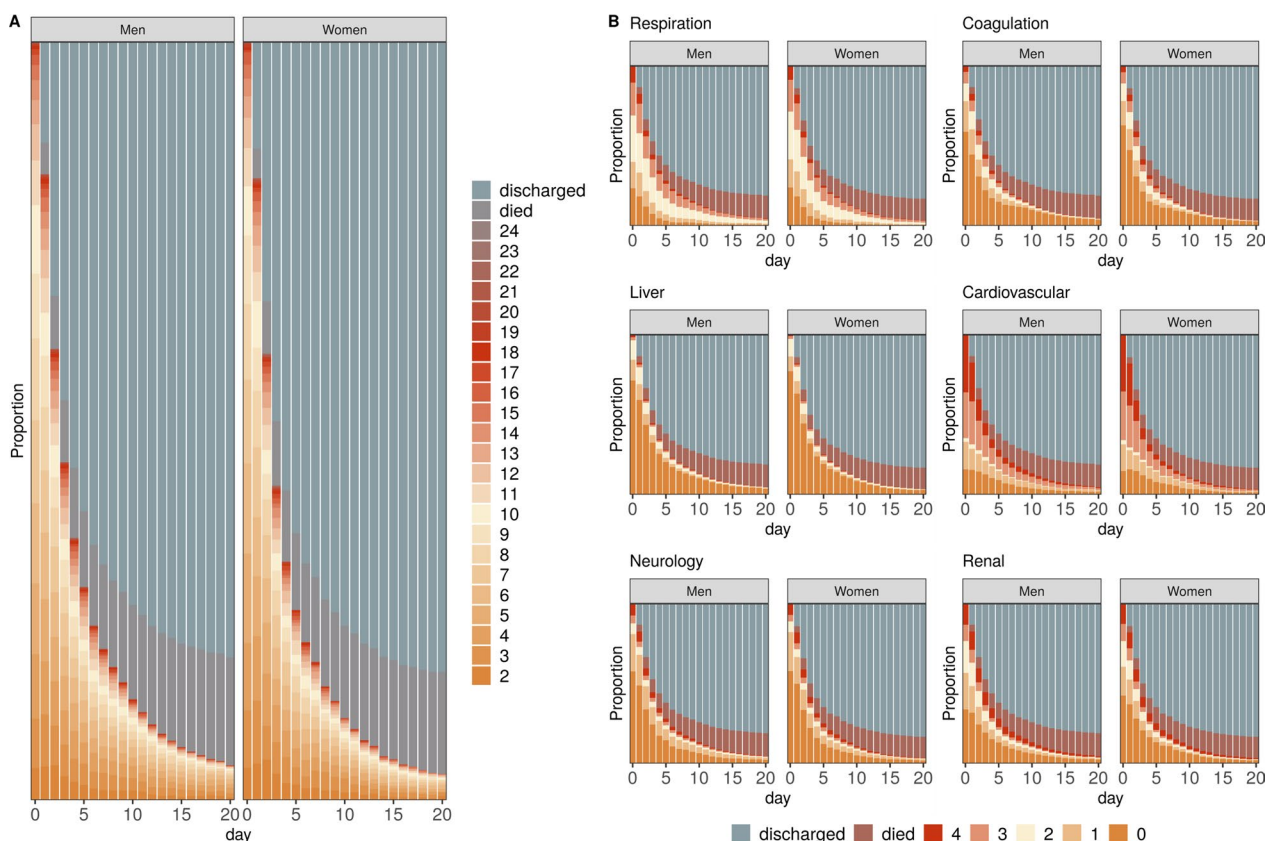 A
Men Women
Proportion
0 5 10 15 20 0 5 10 15 20
day
discharged
died
24
23
22
21
20
19
18
17
16
15
14
13
12
11
10
9
8
7
6
5
4
3
2
B
Respiration
Men Women
Proportion
0 5 10 15 20 0 5 10 15 20
day
Coagulation
Men Women
Proportion
0 5 10 15 20 0 5 10 15 20
day
Liver
Men Women
Proportion
0 5 10 15 20 0 5 10 15 20
day
Cardiovascular
Men Women
Proportion
0 5 10 15 20 0 5 10 15 20
day
Neurology
Men Women
Proportion
0 5 10 15 20 0 5 10 15 20
day
Renal
Men Women
Proportion
0 5 10 15 20 0 5 10 15 20
day
discharged died 4 3 2 1 0